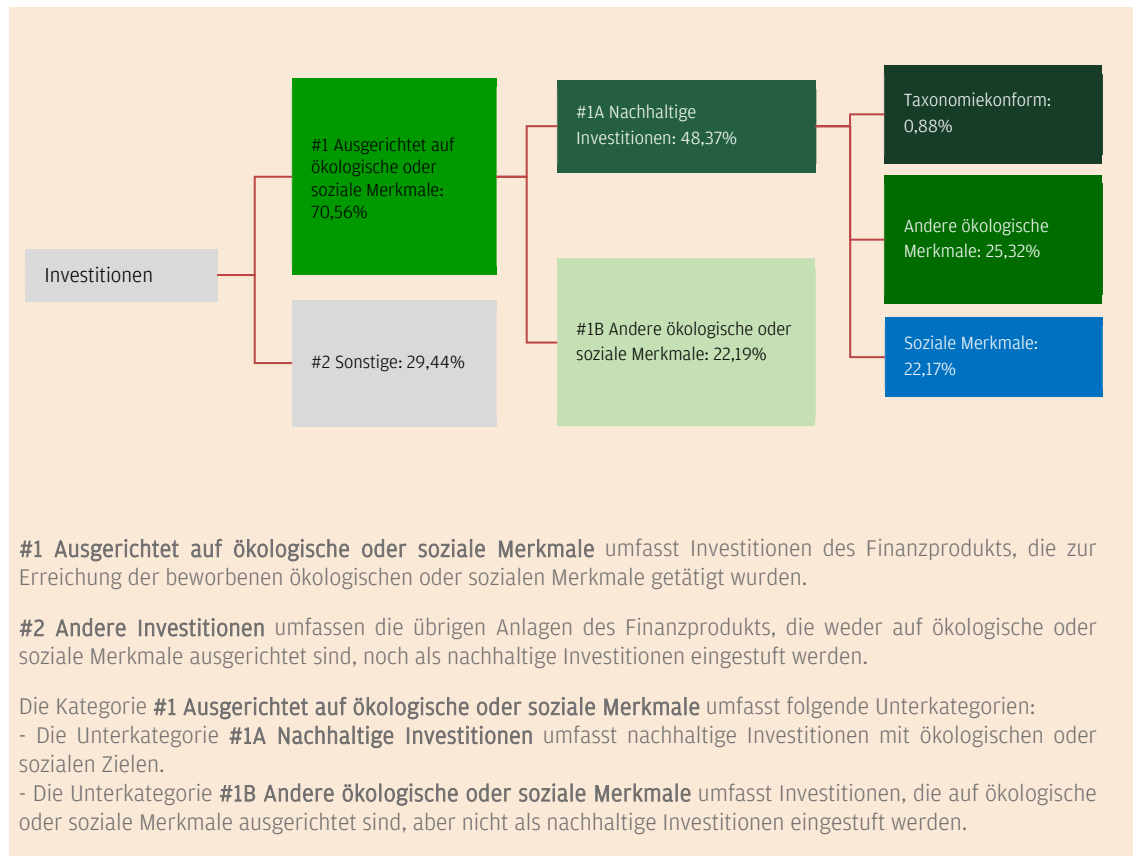 Investitionen
#1 Ausgerichtet auf
ökologische oder
soziale Merkmale:
70,56%
#2 Sonstige: 29,44%
#1A Nachhaltige
Investitionen: 48,37%
#1B Andere ökologische oder
soziale Merkmale: 22,19%
Taxonomiekonform:
0,88%
Andere ökologische
Merkmale: 25,32%
Soziale Merkmale:
22,17%
#1 Ausgerichtet auf ökologische oder soziale Merkmale umfasst Investitionen des Finanzprodukts, die zur
Erreichung der beworbenen ökologischen oder sozialen Merkmale getätigt wurden.
#2 Andere Investitionen umfassen die übrigen Anlagen des Finanzprodukts, die weder auf ökologische oder
soziale Merkmale ausgerichtet sind, noch als nachhaltige Investitionen eingestuft werden.
Die Kategorie #1 Ausgerichtet auf ökologische oder soziale Merkmale umfasst folgende Unterkategorien:
- Die Unterkategorie #1A Nachhaltige Investitionen umfasst nachhaltige Investitionen mit ökologischen oder
sozialen Zielen.
- Die Unterkategorie #1B Andere ökologische oder soziale Merkmale umfasst Investitionen, die auf ökologische
oder soziale Merkmale ausgerichtet sind, aber nicht als nachhaltige Investitionen eingestuft werden.